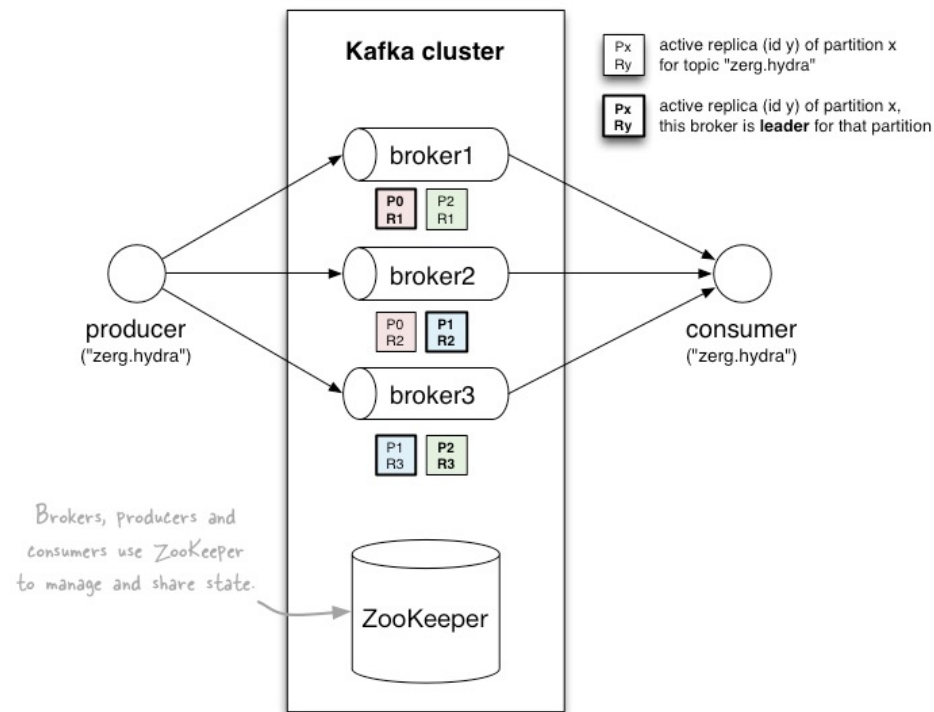 Kafka cluster
Px
Ry
active replica (id y) of partition x
for topic "zerg.hydra"
Px
Ry
active replica (id y) of partition x,
this broker is leader for that partition
broker1
P0
R1
P2
R1
broker2
P0
R2
P1
R2
producer
("zerg.hydra")
consumer
("zerg.hydra")
broker3
P1
R3
P2
R3
Brokers, producers and
consumers use ZooKeeper
to manage and share state.
ZooKeeper